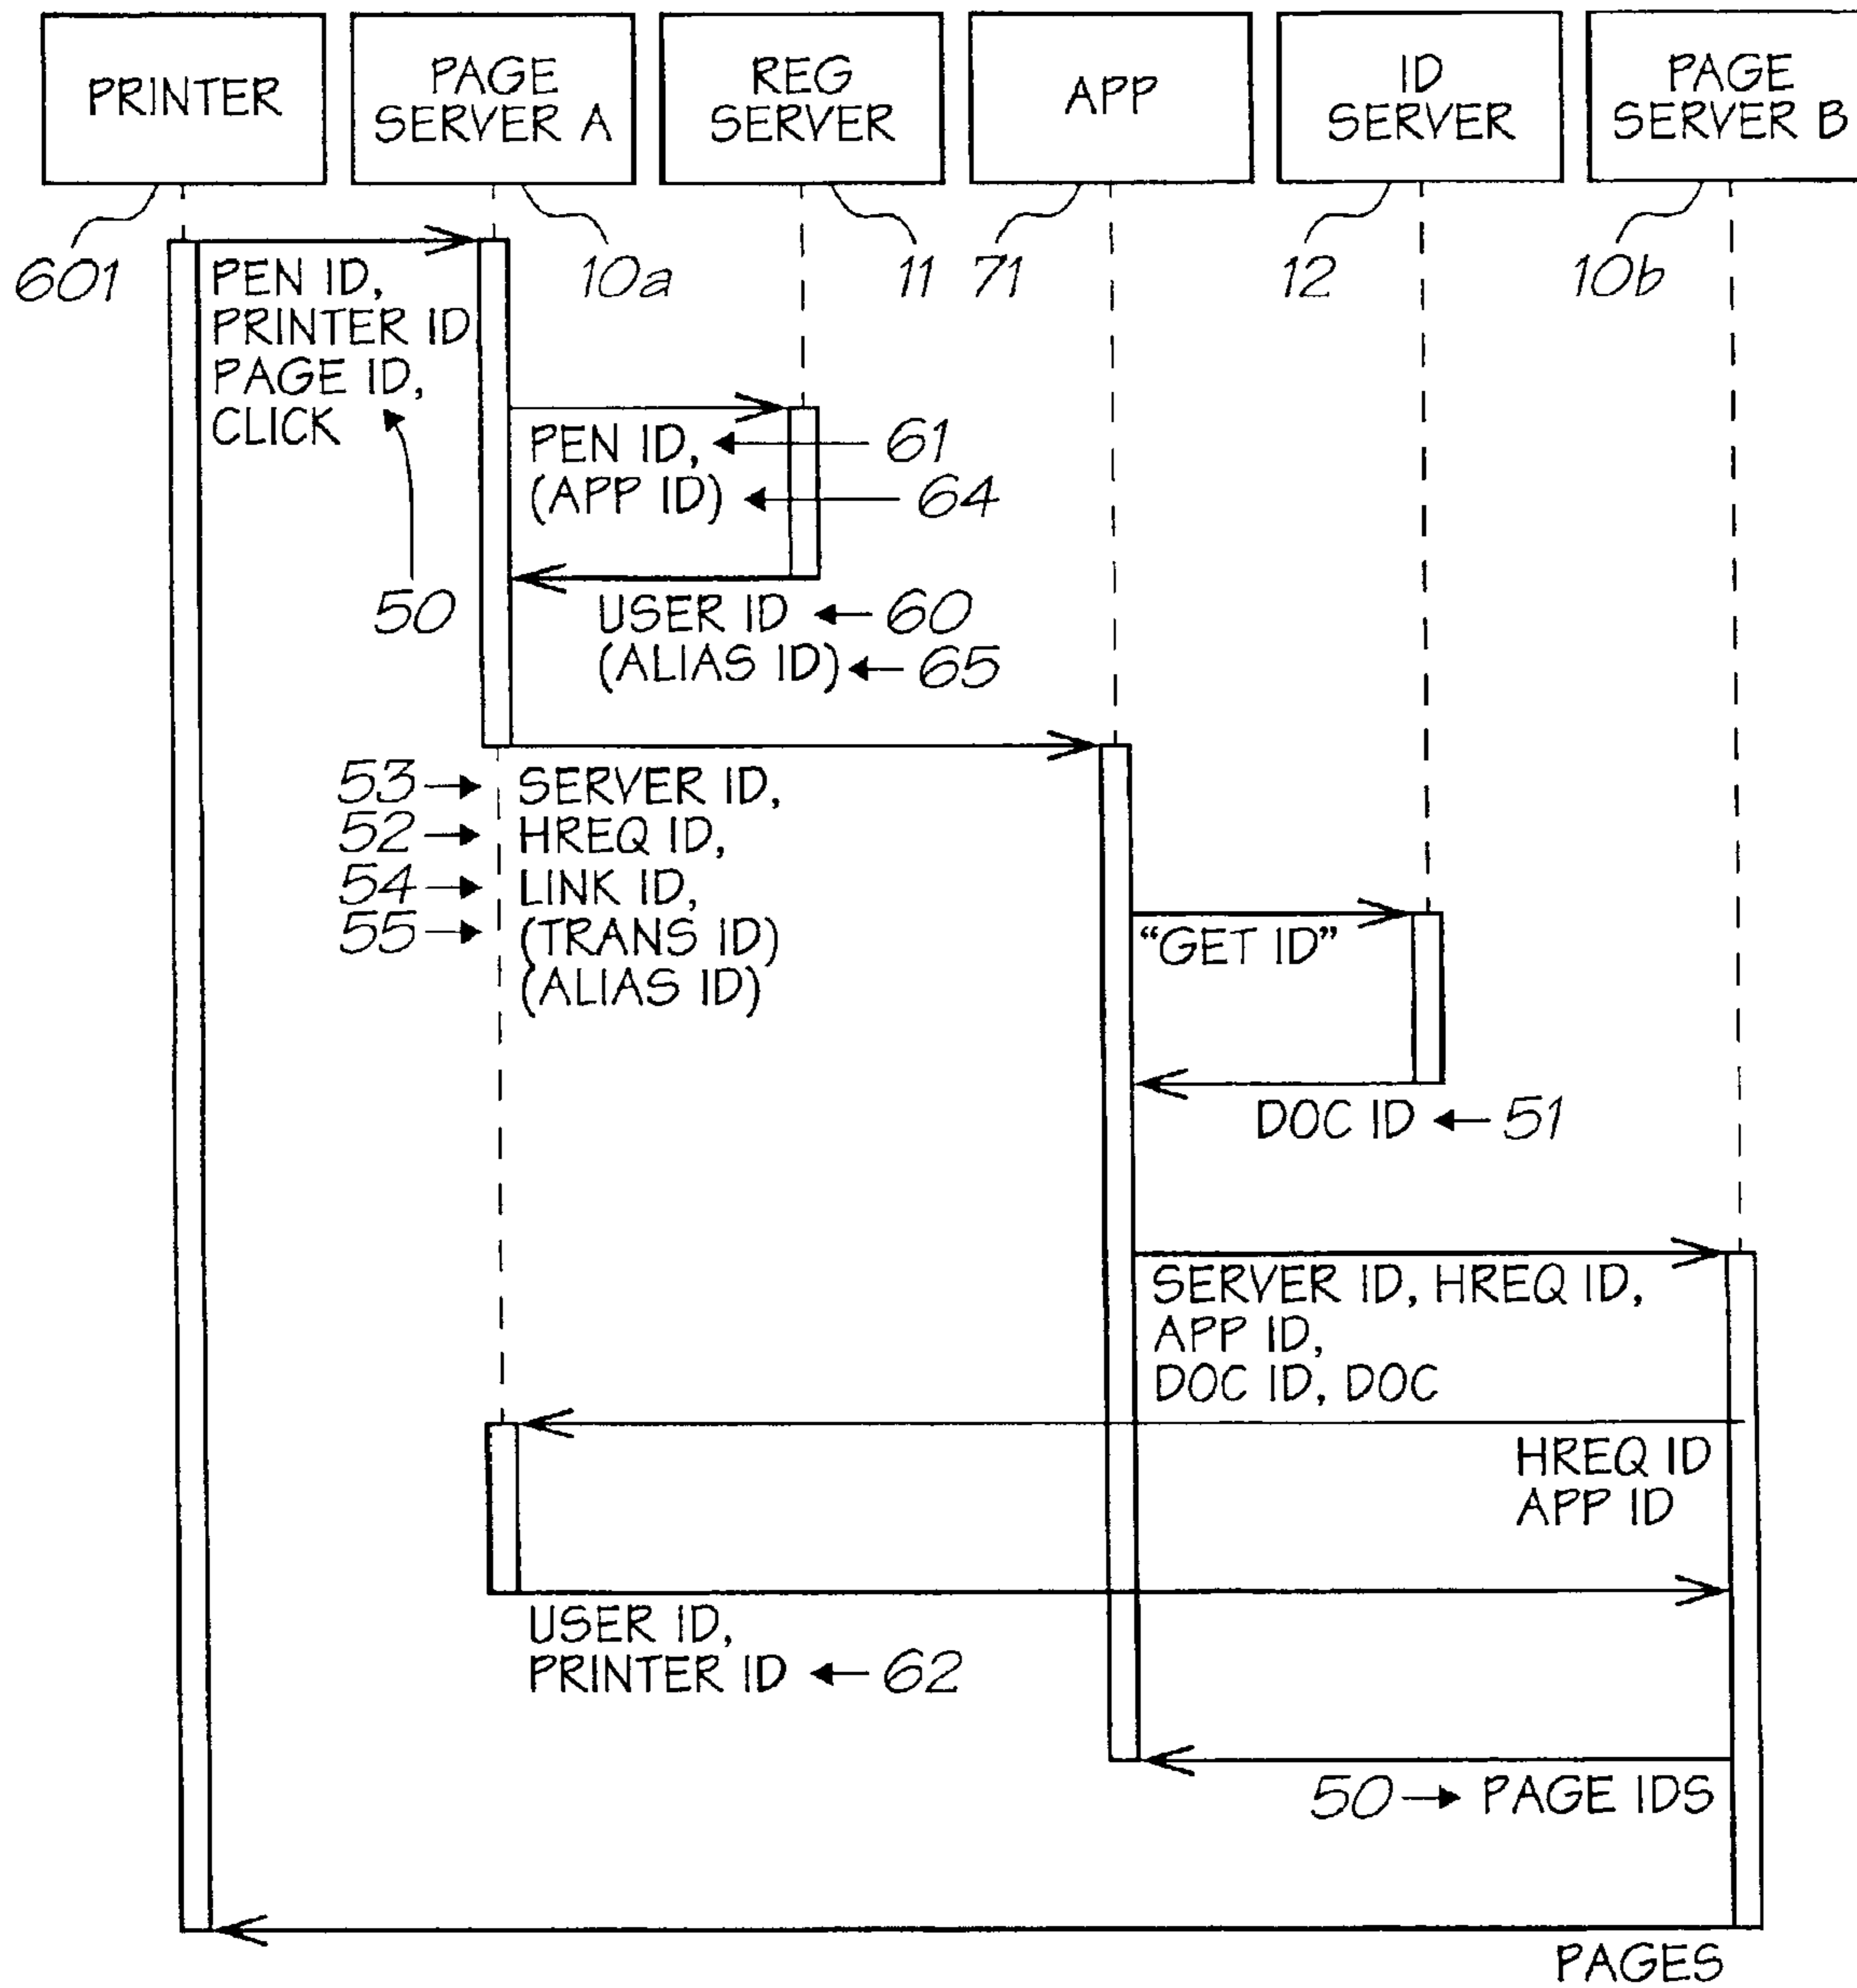 PRINTER
PAGE
SERVER A
REG
SERVER
APP
ID
SERVER
PAGE
SERVER B
601
10a
11
71
12
10b
PEN ID,
PRINTER ID
PAGE ID,
CLICK
50
PEN ID,
61
(APP ID)
64
USER ID
60
(ALIAS ID)
65
53
SERVER ID,
52
HREQ ID,
54
LINK ID,
55
(TRANS ID)
(ALIAS ID)
“GET ID”
DOC ID
51
SERVER ID, HREQ ID,
APP ID,
DOC ID, DOC
HREQ ID
APP ID
USER ID,
PRINTER ID
62
50
PAGE IDS
PAGES